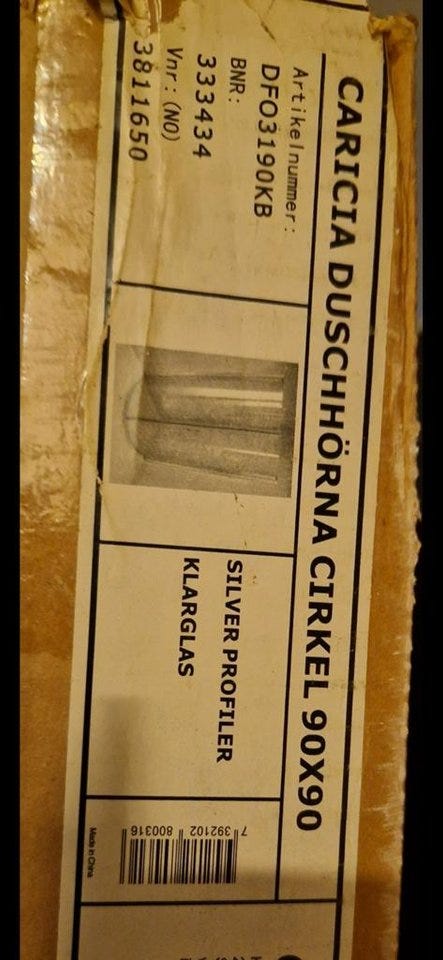 CARICIA DUSCHHÖRNA CIRKEL 90X90
Artikelnummer:
DFO3190KB
BNR:
333434
Vnr: (NO)
3811650
SILVER PROFILER
KLARGLAS
7 392102 800316
Made in China